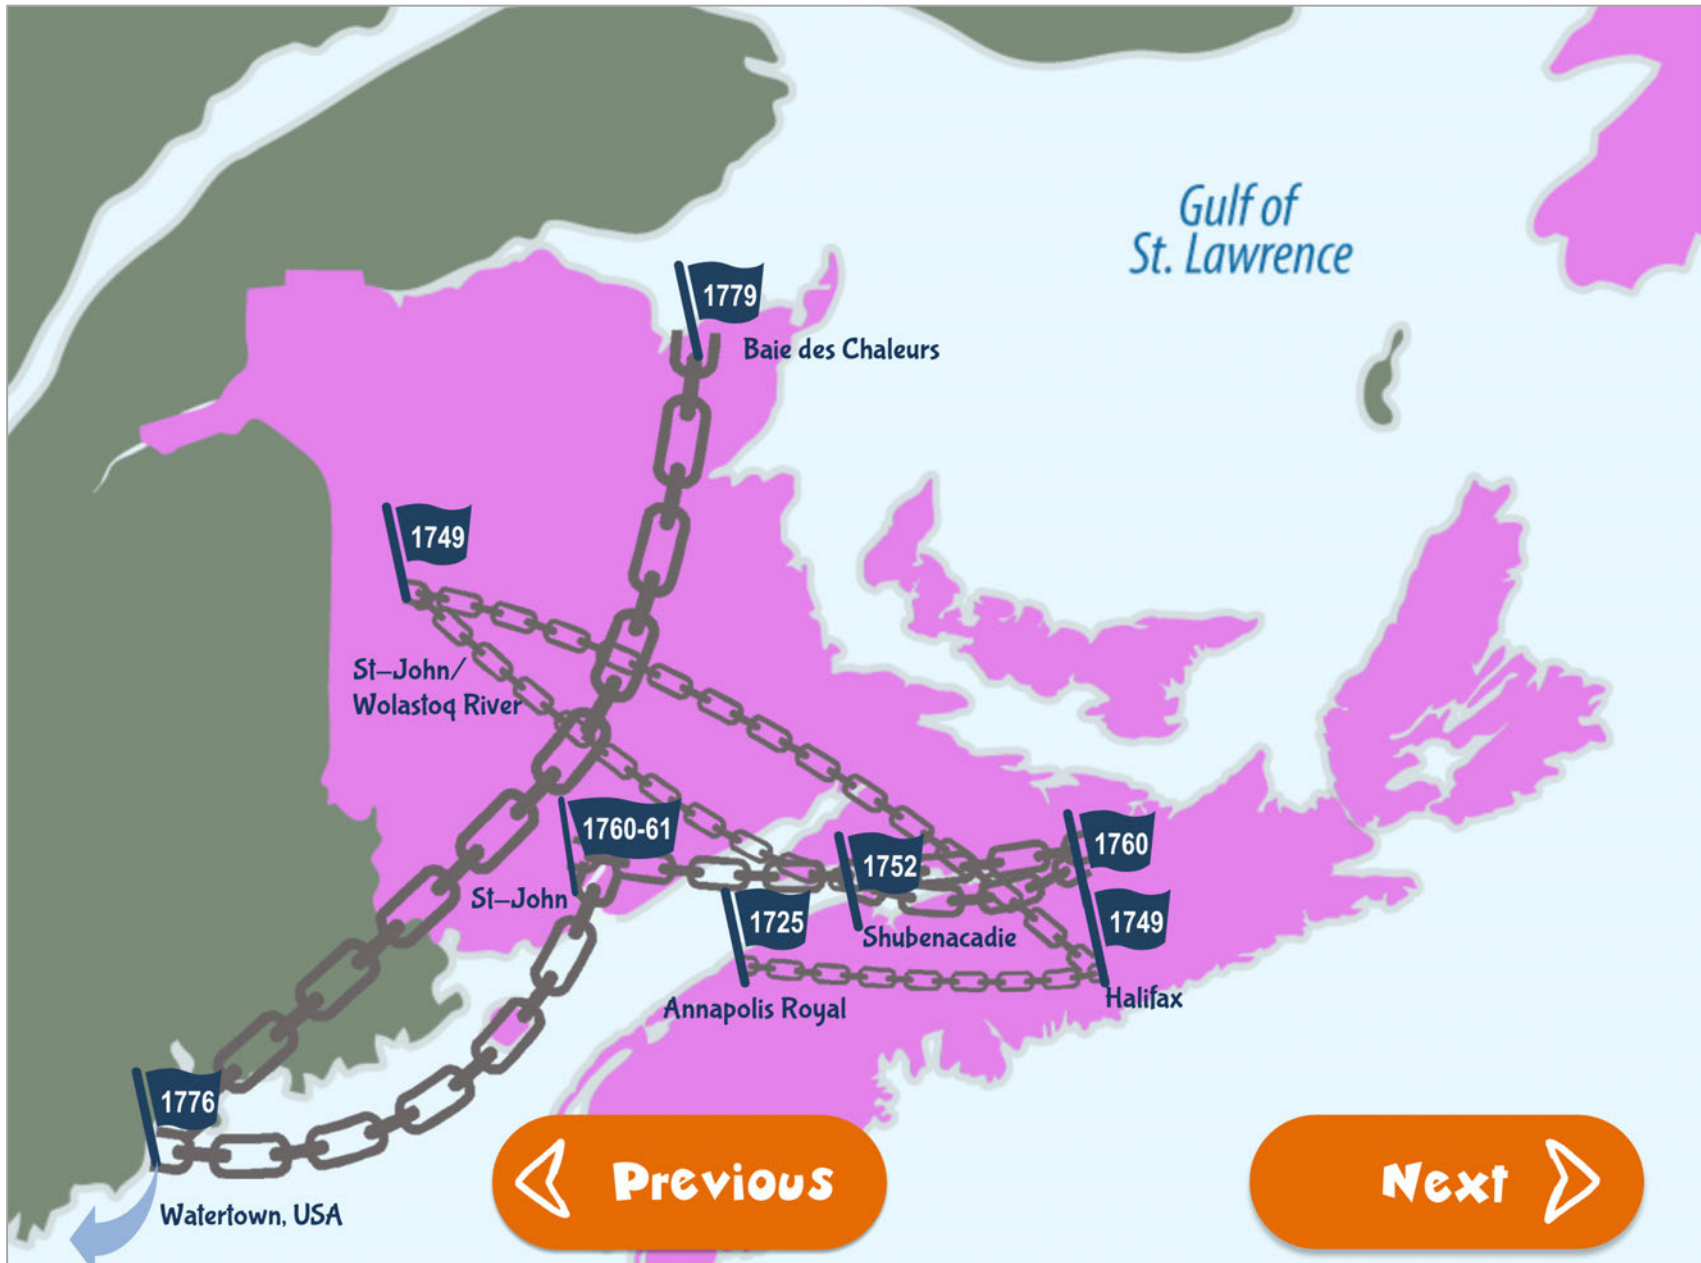 Gulf of
St. Lawrence
1779
Baie des Chaleurs
1749
St-John/
Wolastoq River
1760-61
St-John
1752
Shubenacadie
1760
1749
Halifax
1725
Annapolis Royal
1776
Watertown, USA
Previous
Next